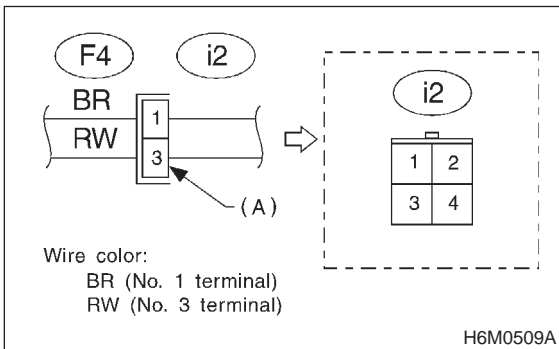 F4 i2
BR
RW
1
3
(A)
i2
1 2
3 4
Wire color:
BR (No. 1 terminal)
RW (No. 3 terminal)
H6M0509A